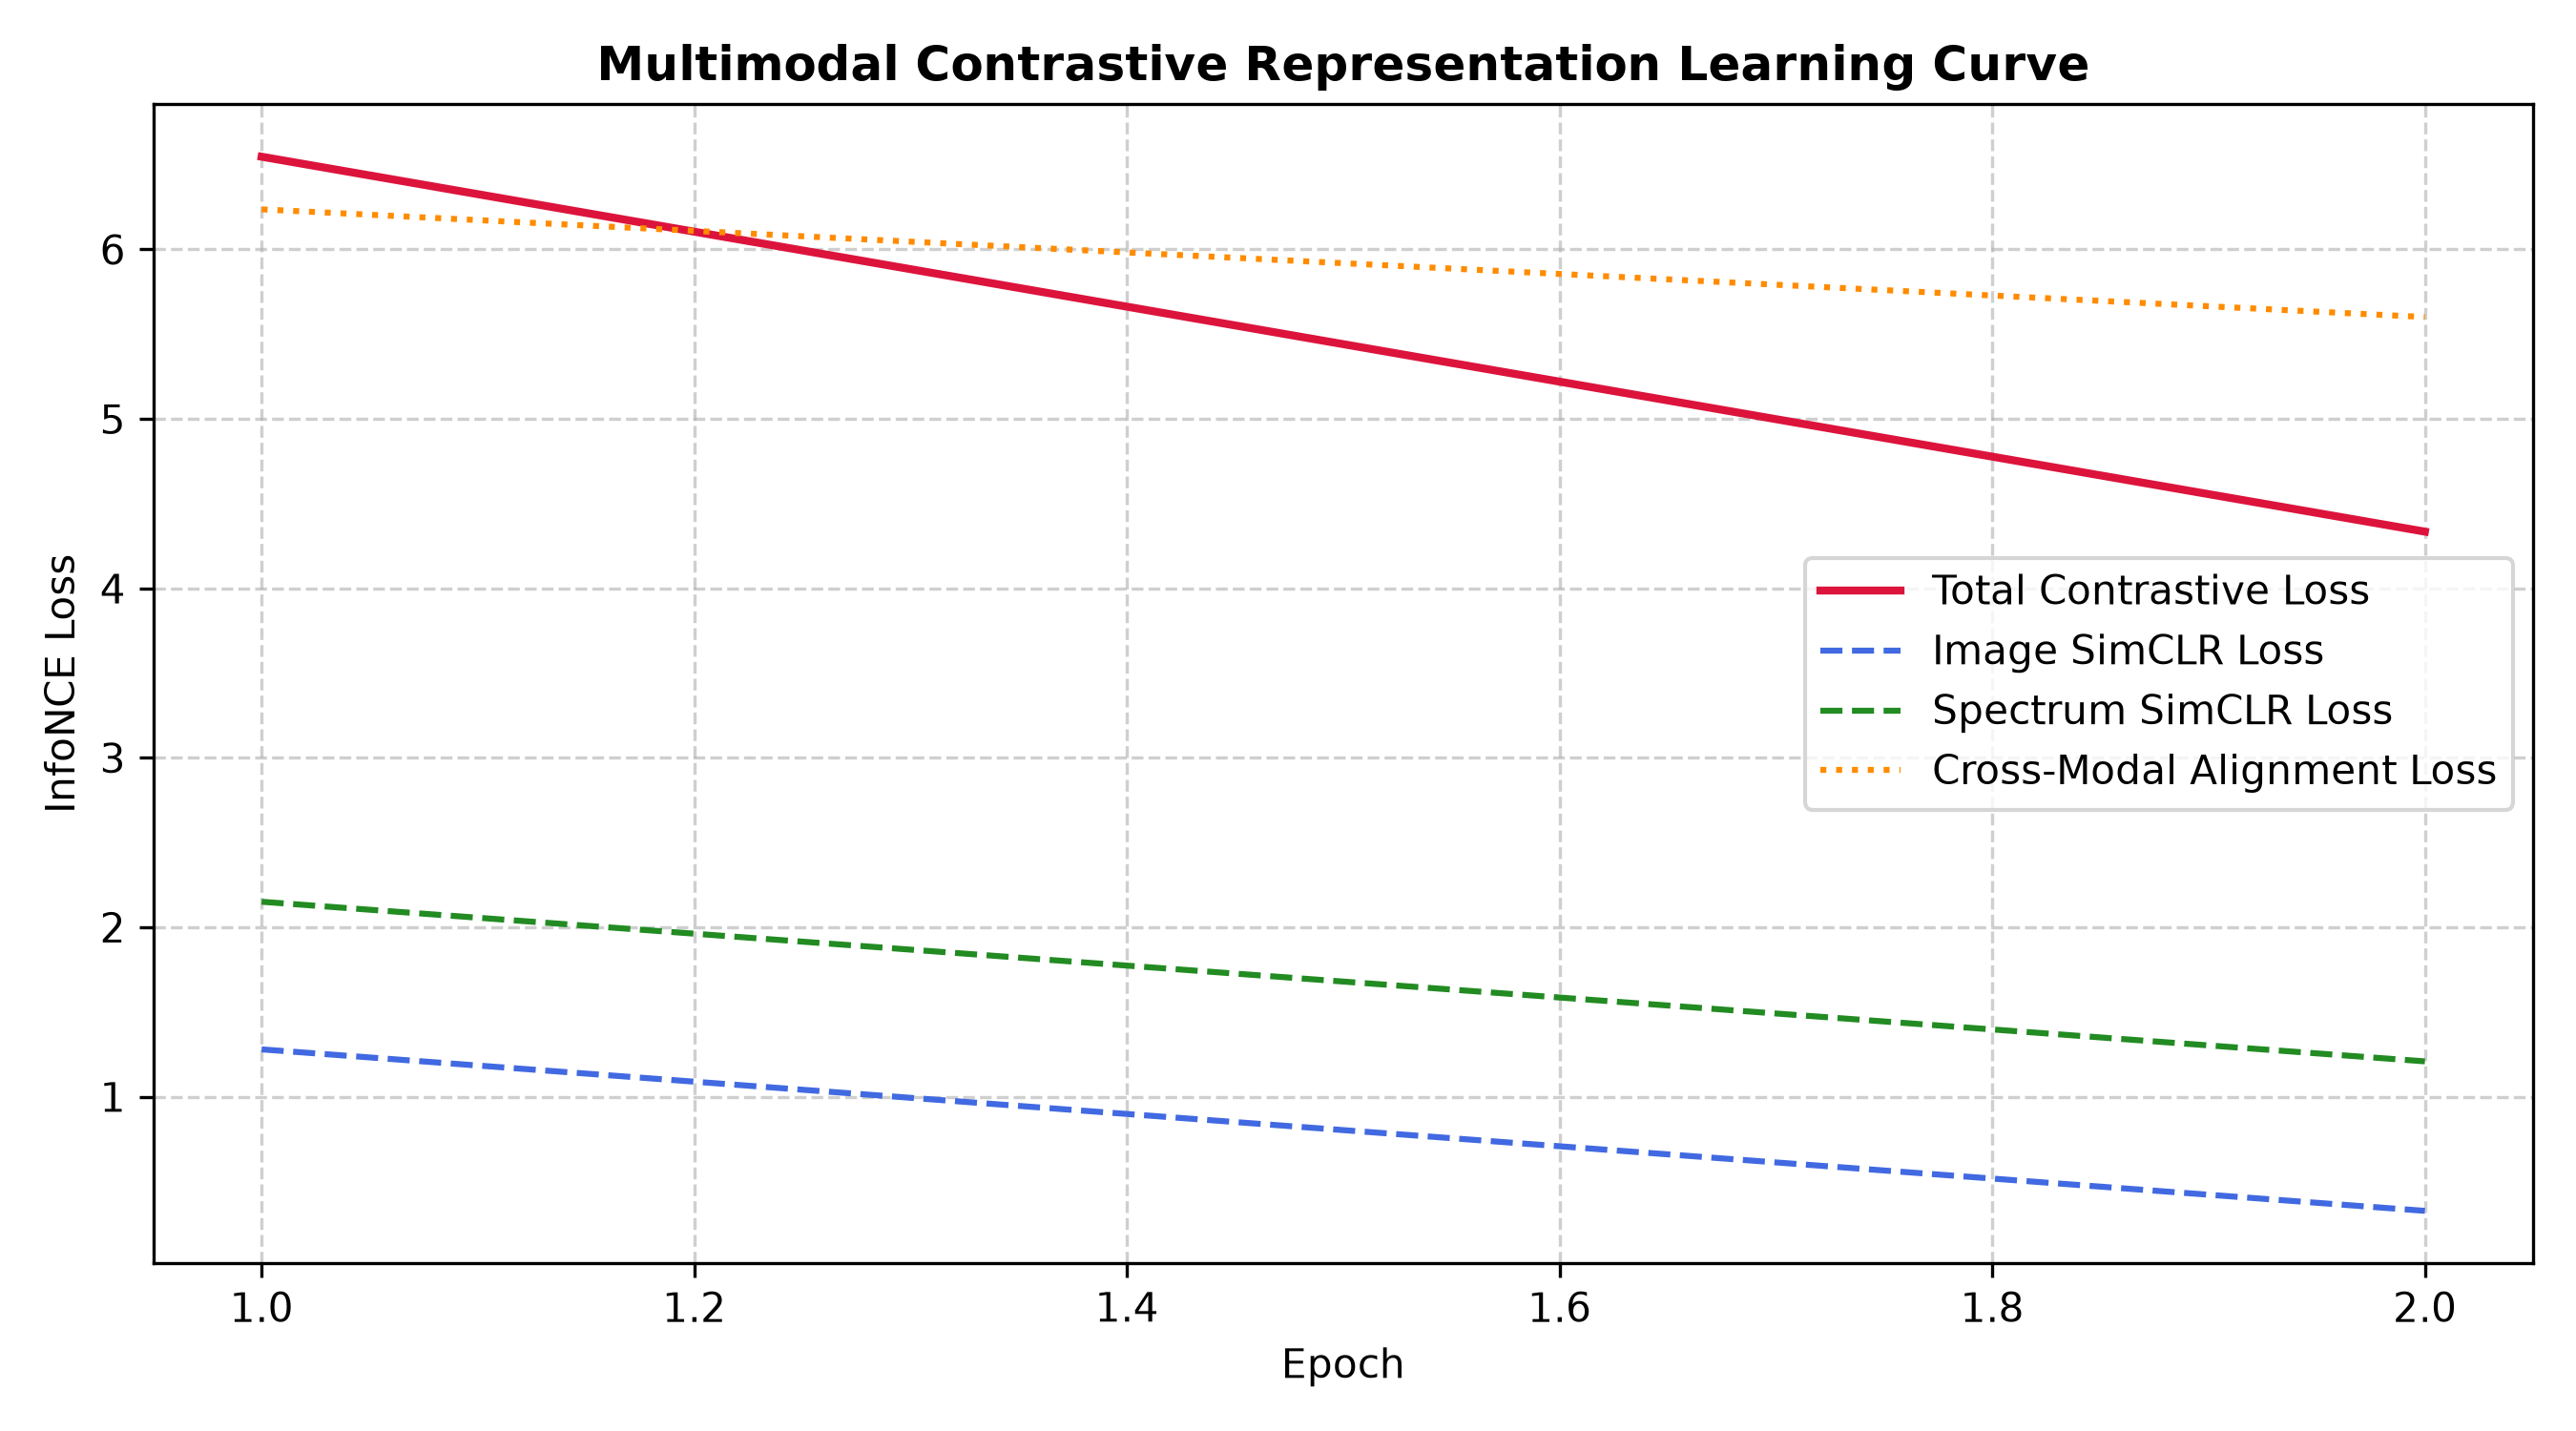 Multimodal Contrastive Representation Learning Curve
InfoNCE Loss
6
5
4
3
2
1
Total Contrastive Loss
Image SimCLR Loss
Spectrum SimCLR Loss
Cross-Modal Alignment Loss
1.0 1.2 1.4 1.6 1.8 2.0
Epoch